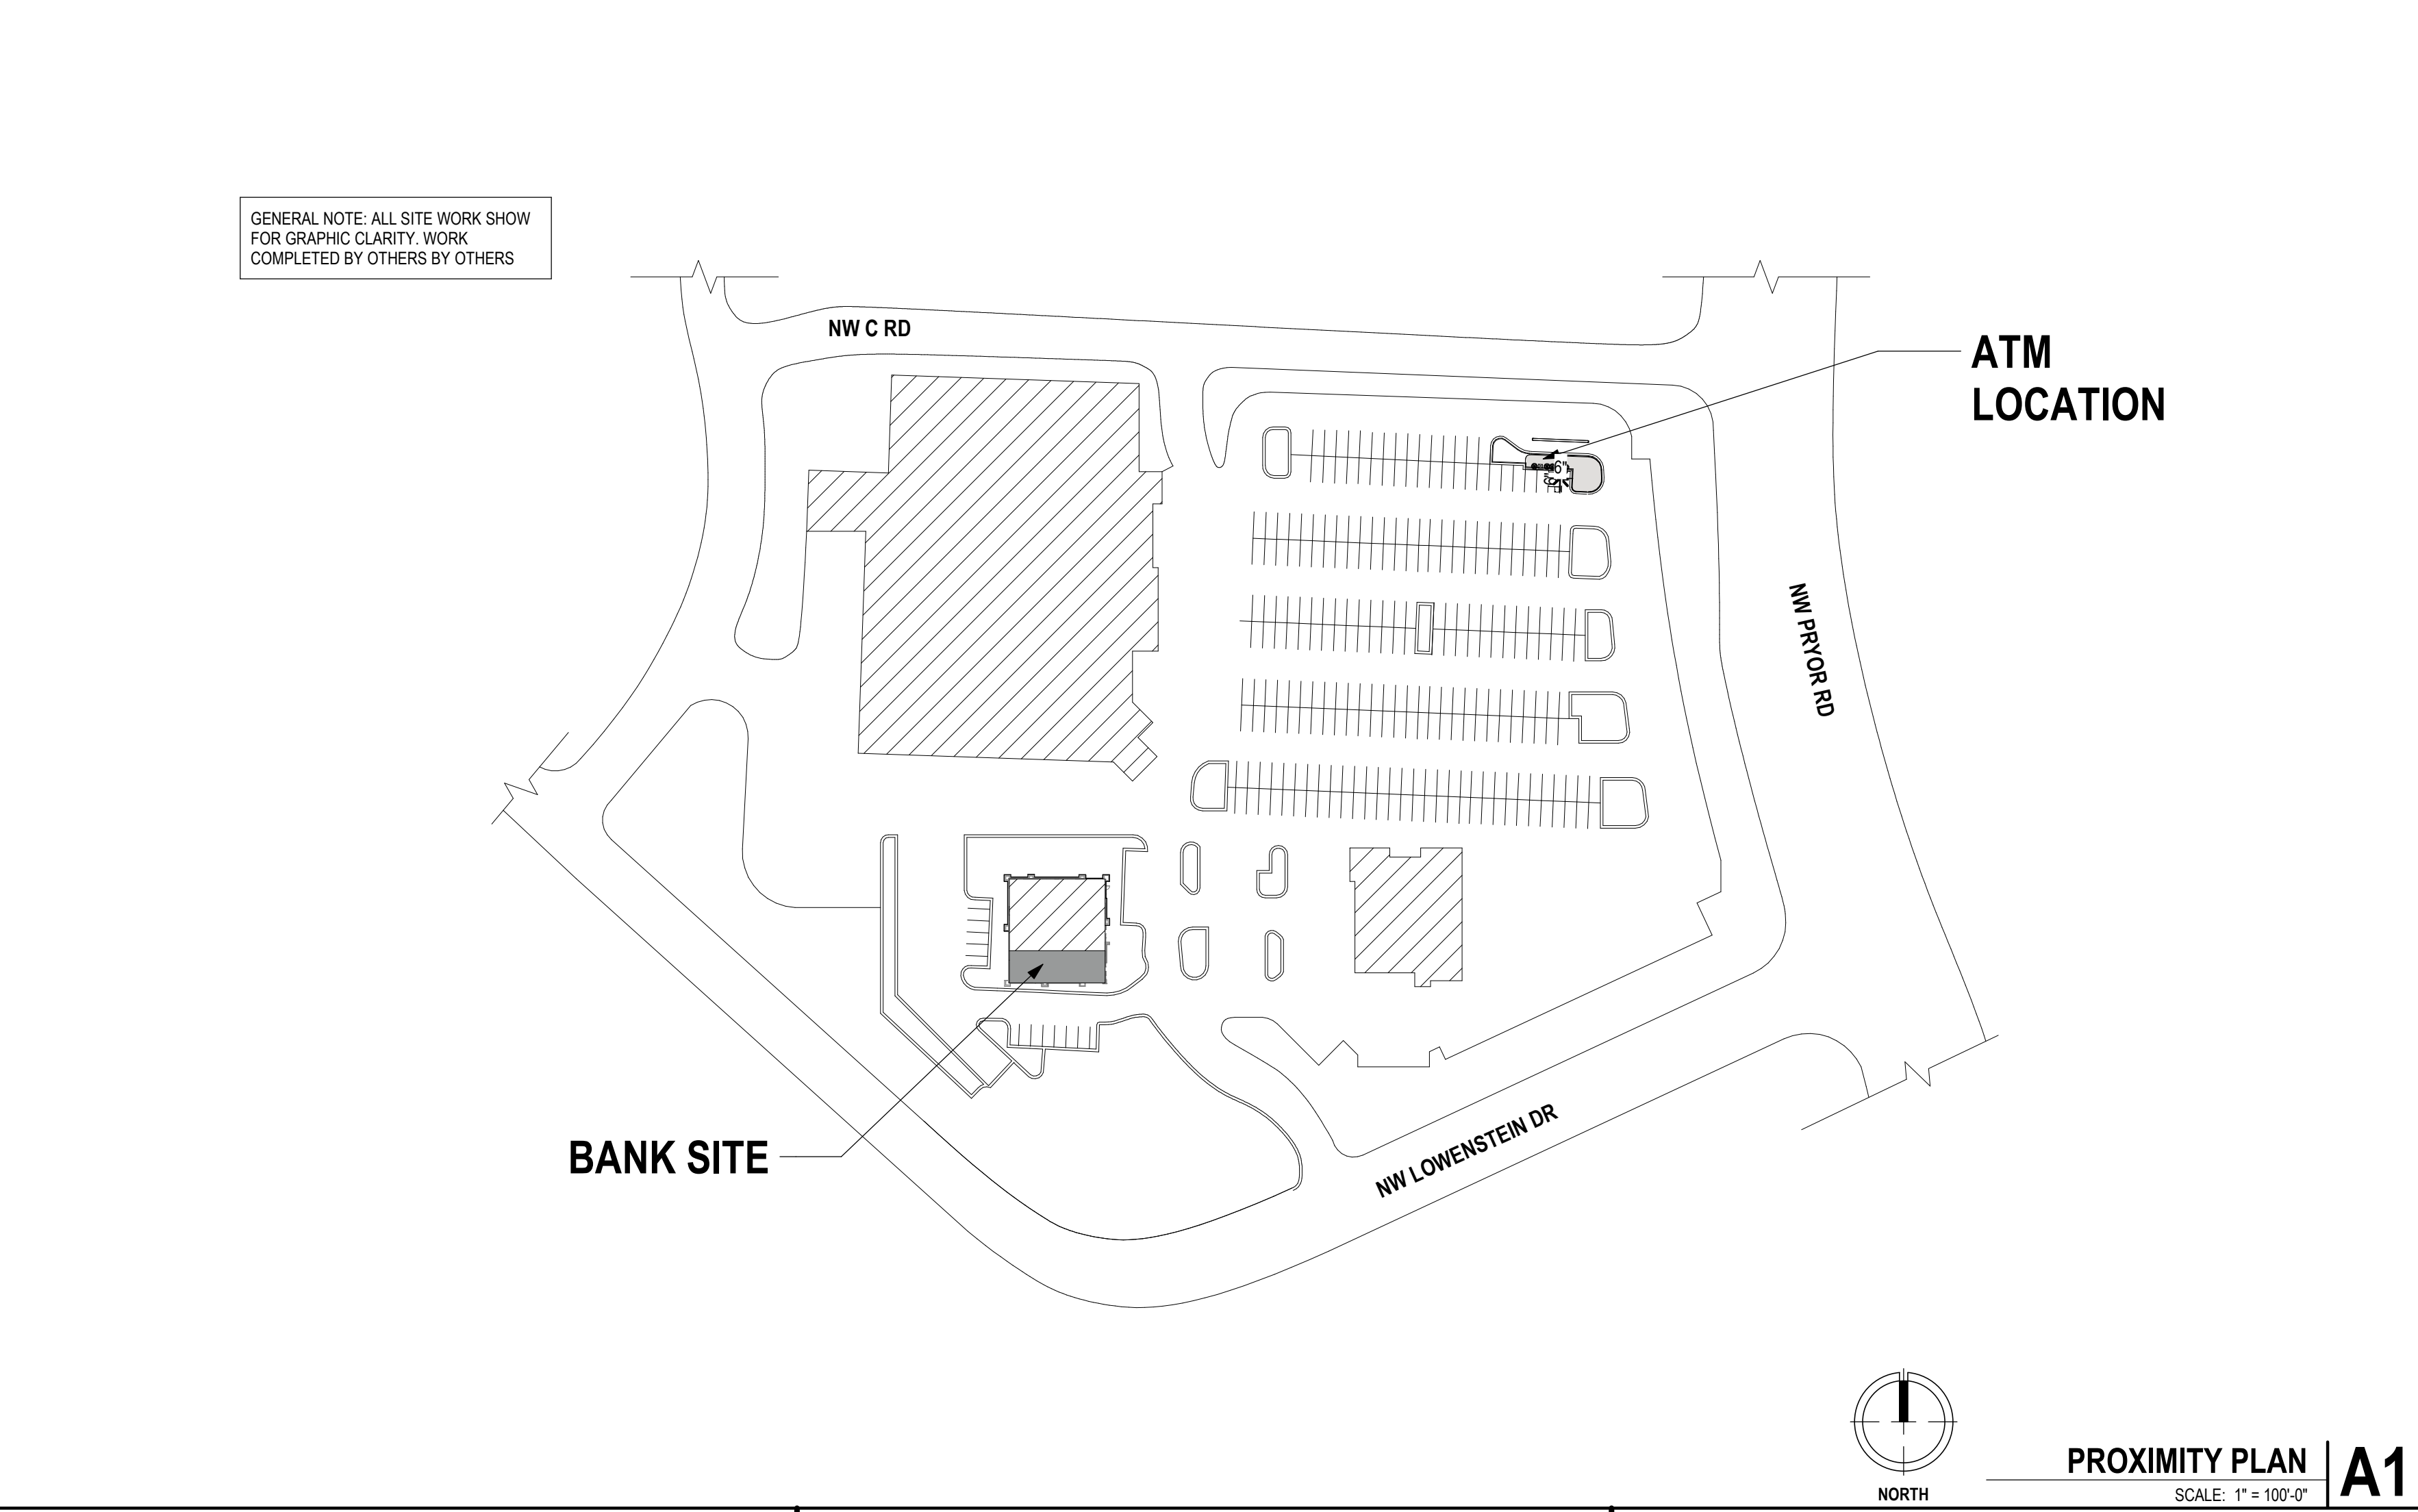 GENERAL NOTE: ALL SITE WORK SHOW
FOR GRAPHIC CLARITY. WORK
COMPLETED BY OTHERS BY OTHERS
NW C RD
ATM
LOCATION
6"
NW PRYOR RD
BANK SITE
NW LOWENSTEIN DR
NORTH
PROXIMITY PLAN
SCALE: 1" = 100'-0"
A1